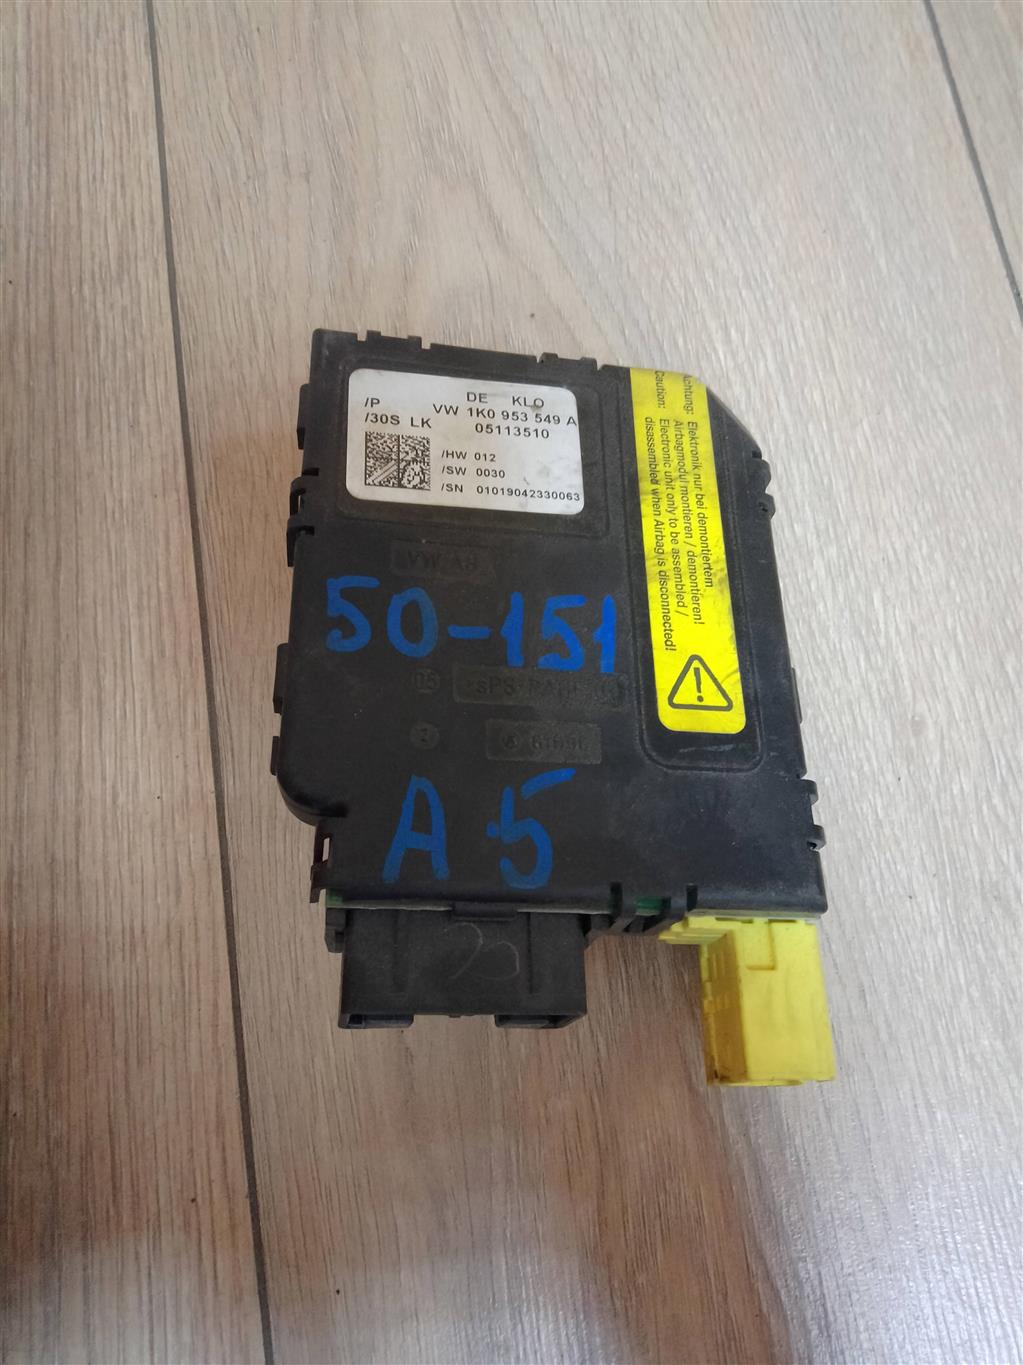 DE KLO
/P VW 1K0 953 549 A
/30S LK 05113510
/HW 012
/SW 0030
/SN 01019042330063
Achtung: Elektronik nur bei demontiertem
Airbagmodul montieren / demontieren!
Caution: Electronic unit only to be assembled /
disassembled when Airbag is disconnected!
50-151
A5